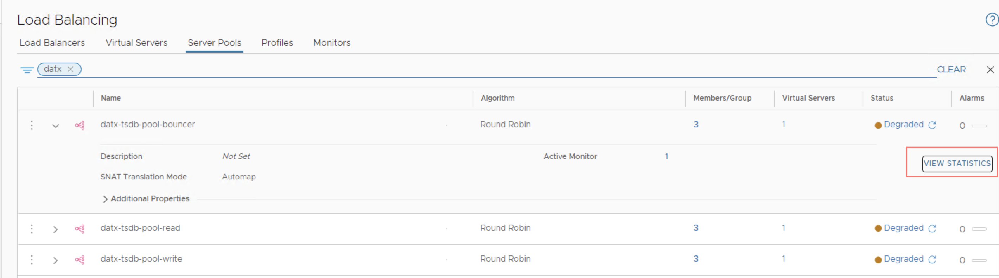 Load Balancing
?
Load Balancers Virtual Servers Server Pools Profiles Monitors
datx CLEAR
Name Algorithm Members/Group Virtual Servers Status Alarms
datx-tsdb-pool-bouncer Round Robin 3 1 Degraded 0
Description Not Set Active Monitor 1
VIEW STATISTICS
SNAT Translation Mode Automap
Additional Properties
datx-tsdb-pool-read Round Robin 3 1 Degraded 0
datx-tsdb-pool-write Round Robin 3 1 Degraded 0